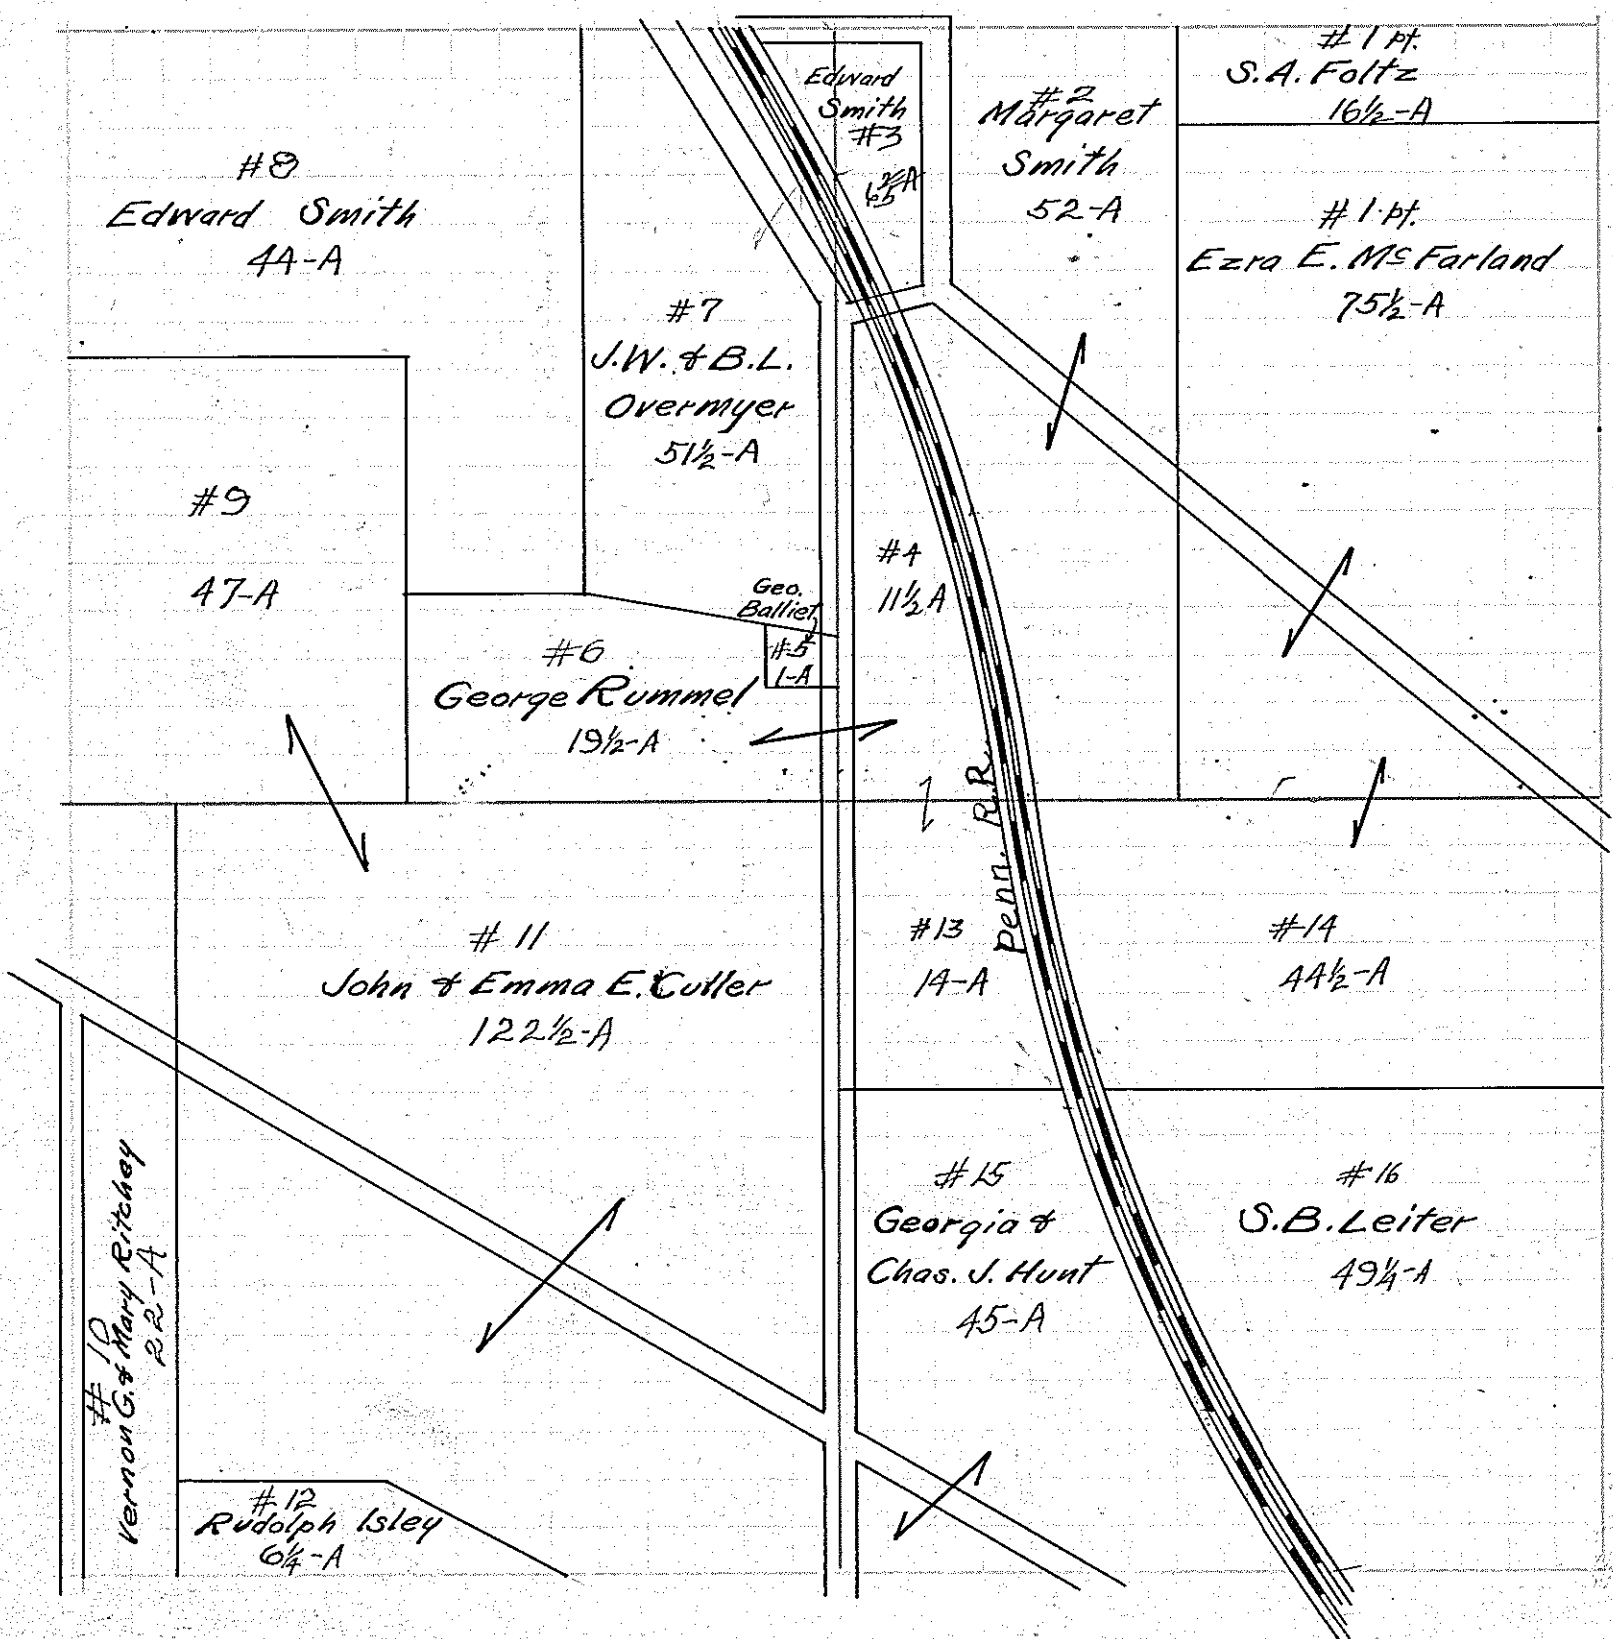 #8
Edward Smith
44-A
#7
J.W. & B.L.
Overmyer
51½-A
Edward
Smith
#3
#2
Margaret
Smith
52-A
#1 pt.
S.A. Foltz
16½-A
#1 pt.
Ezra E. McFarland
75½-A
#9
47-A
#6
George Rummel
19½-A
Geo.
Balliet
#5
1-A
#4
11½ A
Penn. R.R.
#11
John & Emma E. Cutler
122½-A
#13
14-A
#14
44½-A
#10
Vernon G. & Mary Ritchey
22-A
#12
Rudolph Isley
6¼-A
#15
Georgia &
Chas. J. Hunt
45-A
#16
S.B. Leiter
49¼-A